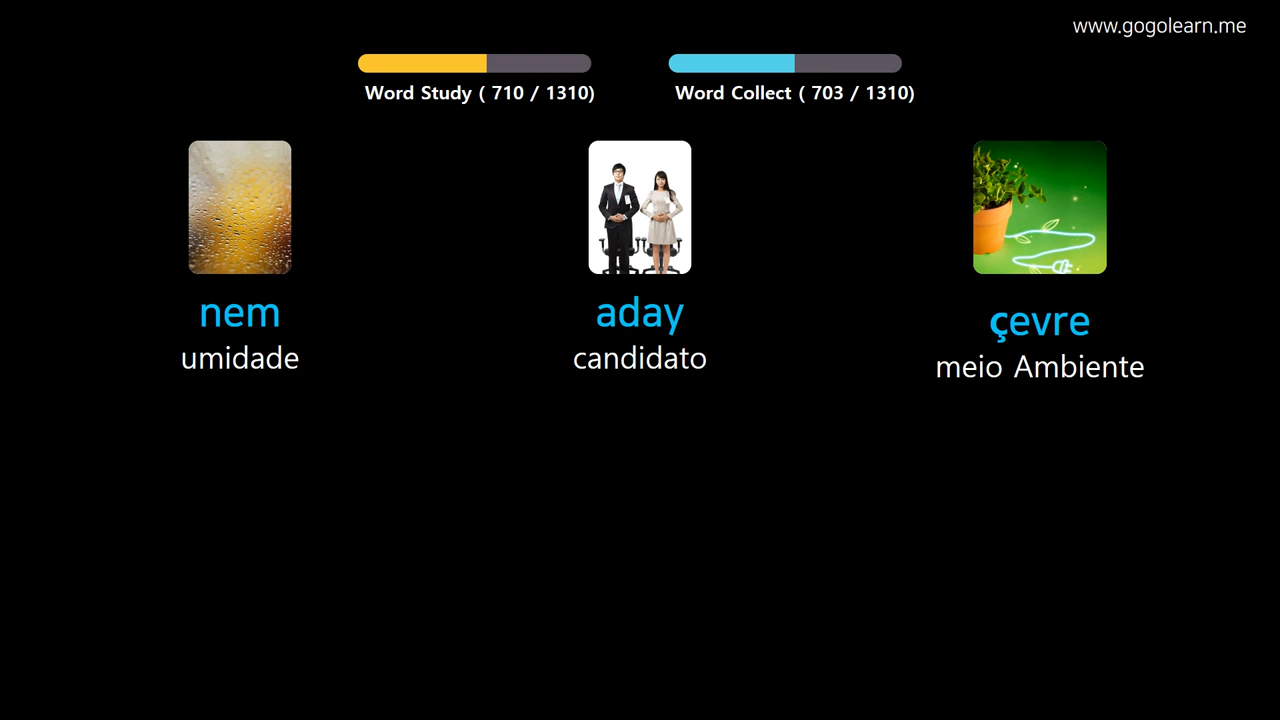 www.gogolearn.me
Word Study ( 710 / 1310)
Word Collect ( 703 / 1310)
nem
umidade
aday
candidato
çevre
meio Ambiente